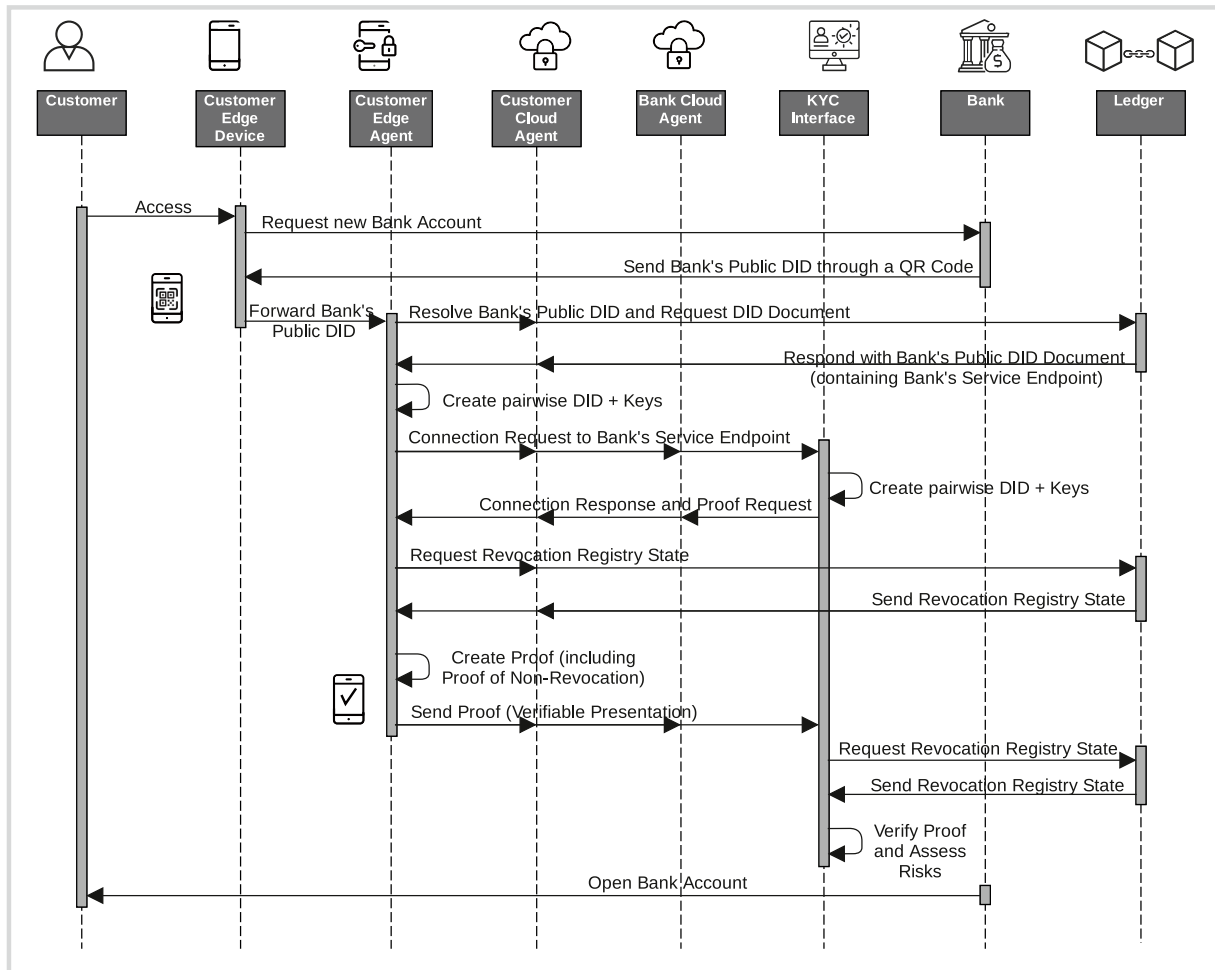 Customer
Customer
Edge
Device
Customer
Edge
Agent
Customer
Cloud
Agent
Bank Cloud
Agent
KYC
Interface
Bank
Ledger
Access
Request new Bank Account
Send Bank's Public DID through a QR Code
Forward Bank's
Public DID
Resolve Bank's Public DID and Request DID Document
Respond with Bank's Public DID Document
(containing Bank's Service Endpoint)
Create pairwise DID + Keys
Connection Request to Bank's Service Endpoint
Create pairwise DID + Keys
Connection Response and Proof Request
Request Revocation Registry State
Send Revocation Registry State
Create Proof (including
Proof of Non-Revocation)
Send Proof (Verifiable Presentation)
Request Revocation Registry State
Send Revocation Registry State
Verify Proof
and Assess
Risks
Open Bank Account
$